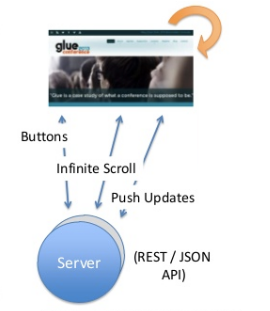 glue
conference
"Glue is a case study of what a conference is supposed to be."
Buttons
Infinite Scroll
Push Updates
Server
(REST / JSON
API)